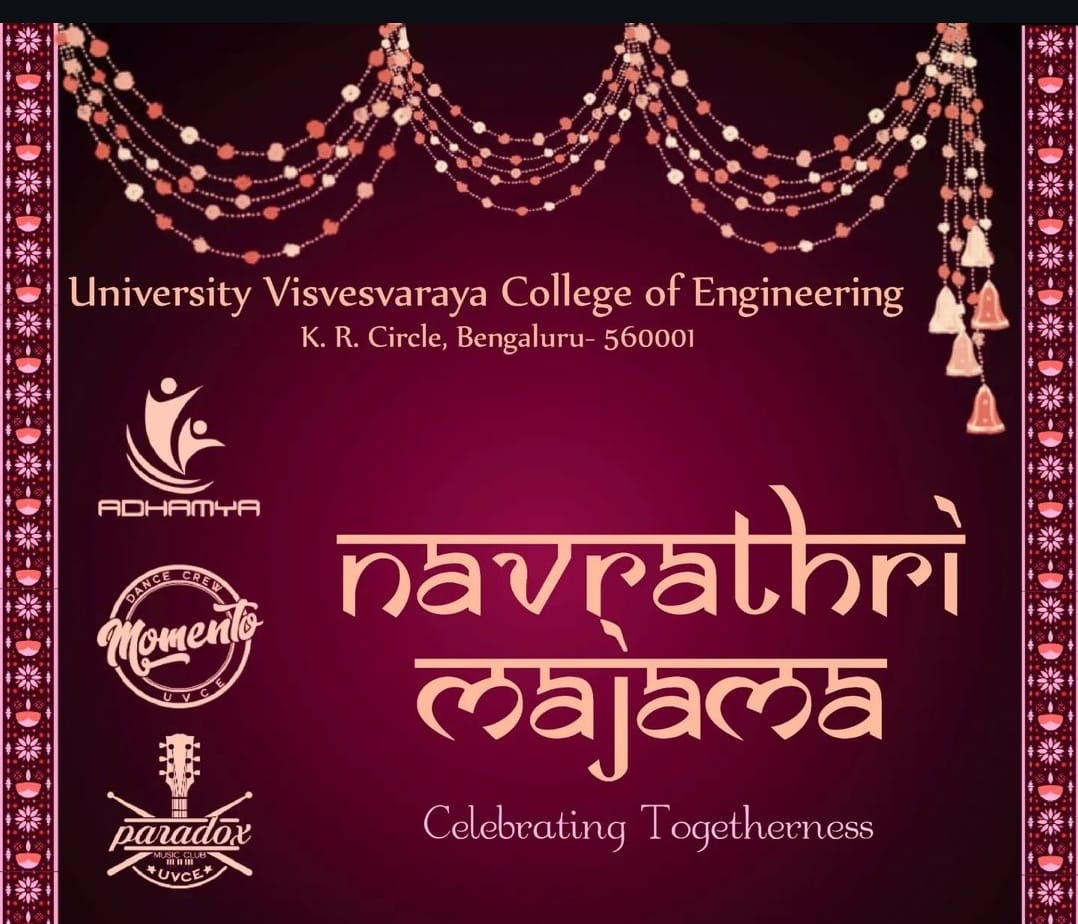 University Visvesvaraya College of Engineering
K. R. Circle, Bengaluru- 560001
ADHAMYA
DANCE CREW
Momento
UVCE
paradox
MUSIC CLUB
UVCE
navrathri
majama
Celebrating Togetherness